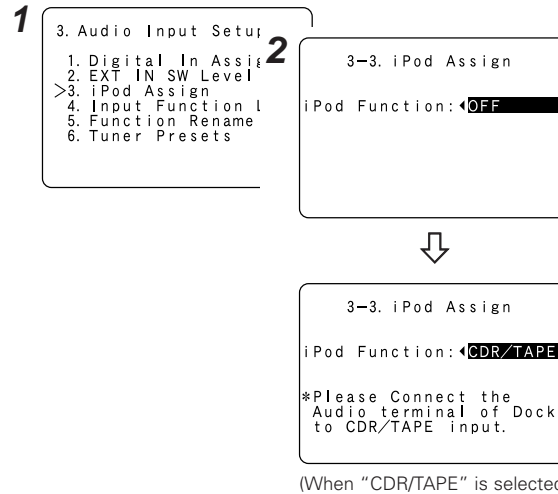 1
3. Audio Input Setup
1. Digital In Assig
2. EXT IN SW Level
>3. iPod Assign
4. Input Function L
5. Function Rename
6. Tuner Presets
2
3-3. iPod Assign
iPod Function:◀OFF
3-3. iPod Assign
iPod Function:◀CDR/TAPE
*Please Connect the
Audio terminal of Dock
to CDR/TAPE input.
(When “CDR/TAPE” is selected